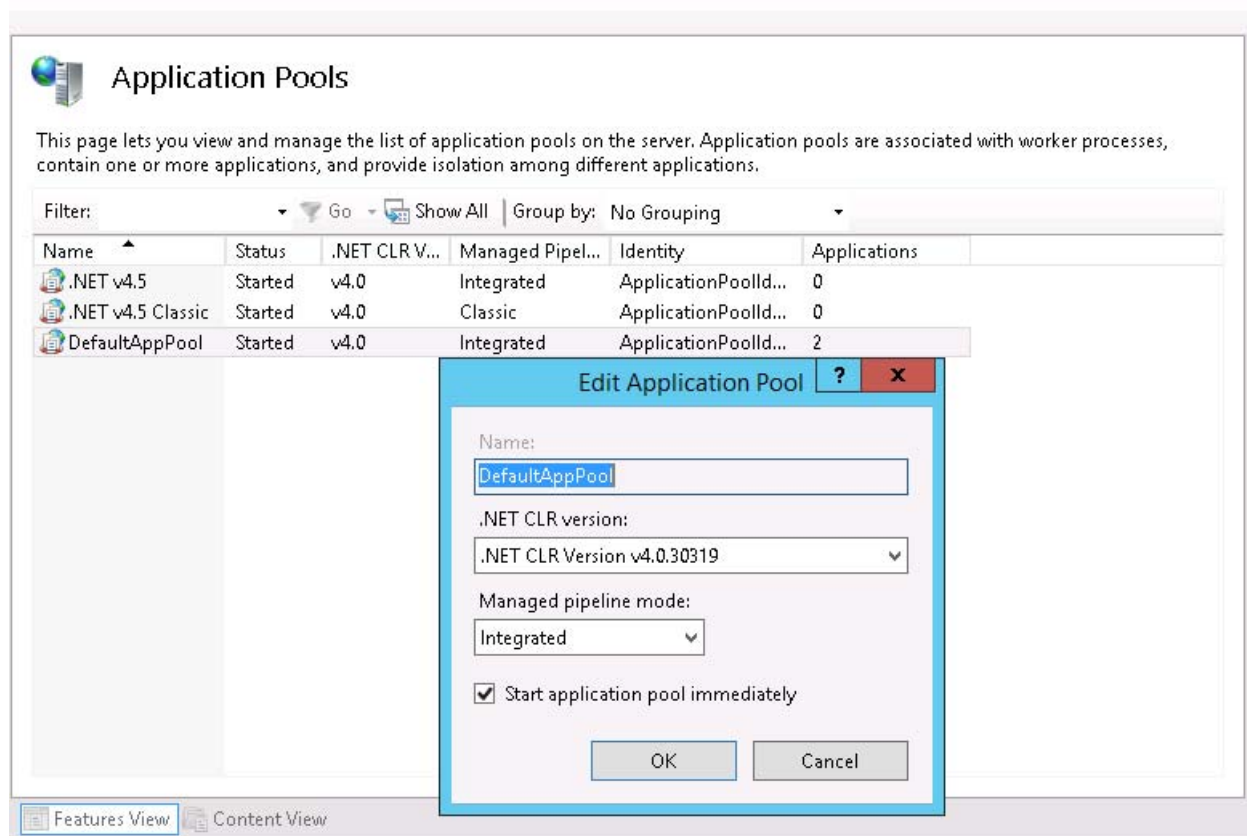 Application Pools
This page lets you view and manage the list of application pools on the server. Application pools are associated with worker processes,
contain one or more applications, and provide isolation among different applications.
Filter: Go Show All Group by: No Grouping
Name Status .NET CLR V... Managed Pipel... Identity Applications
.NET v4.5 Started v4.0 Integrated ApplicationPoolId... 0
.NET v4.5 Classic Started v4.0 Classic ApplicationPoolId... 0
DefaultAppPool Started v4.0 Integrated ApplicationPoolId... 2
Edit Application Pool ? x
Name:
DefaultAppPool
.NET CLR version:
.NET CLR Version v4.0.30319
Managed pipeline mode:
Integrated
Start application pool immediately
OK Cancel
Features View Content View